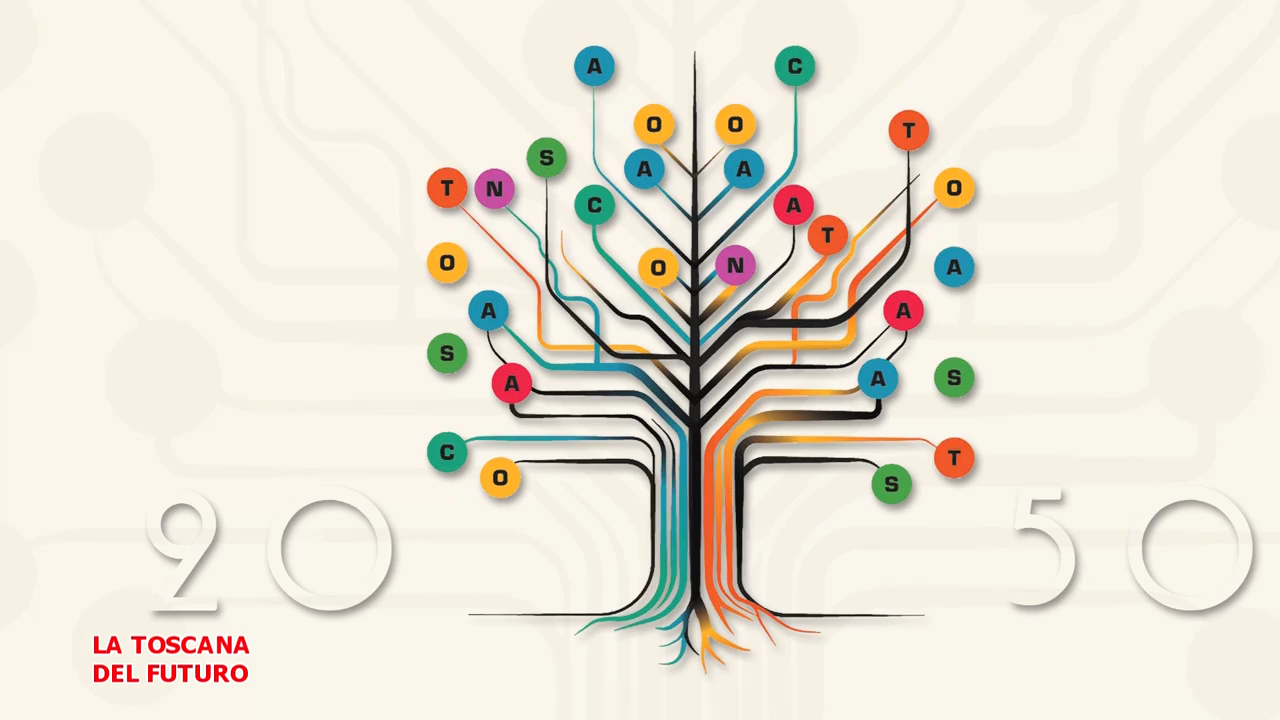 A C
O O
T
S A A
T N O
C A
T
O O N A
A A
S
A A S
C T
O S
20 50
LA TOSCANA
DEL FUTURO